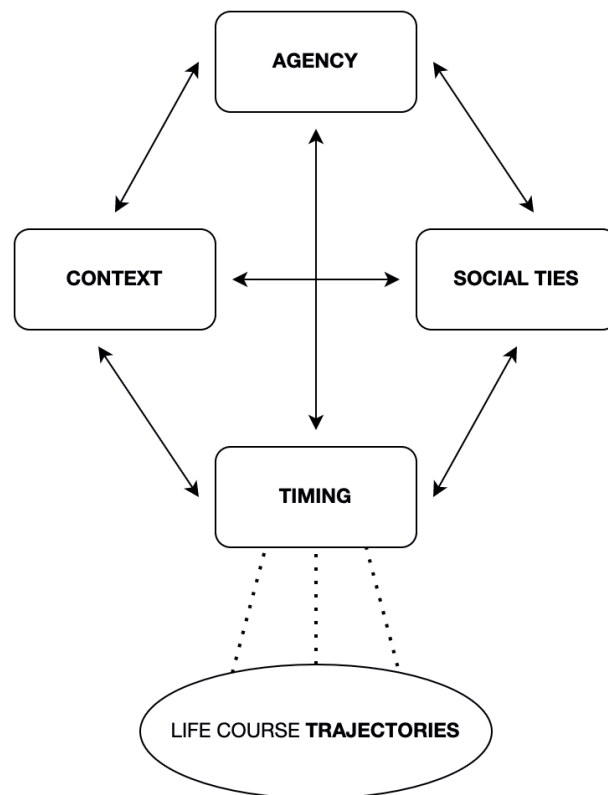 AGENCY
CONTEXT
SOCIAL TIES
TIMING
LIFE COURSE TRAJECTORIES